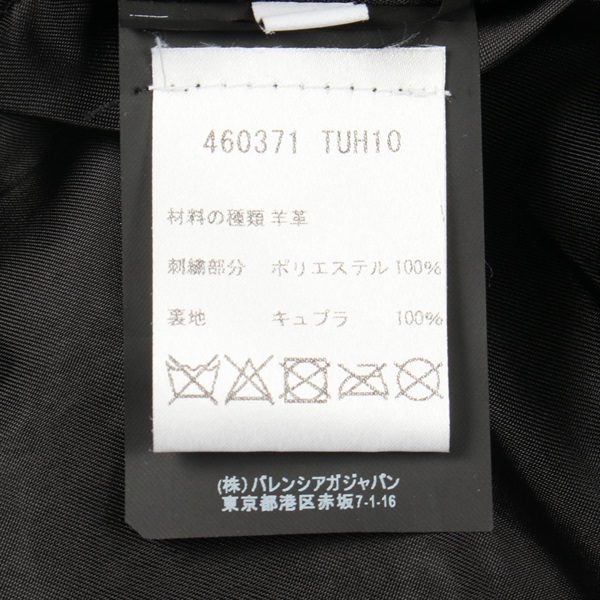 460371 TUH10
材料の種類 羊革
刺繍部分 ポリエステル 100%
裏地 キュプラ 100%
(株) バレンシアガジャパン
東京都港区赤坂7-1-16